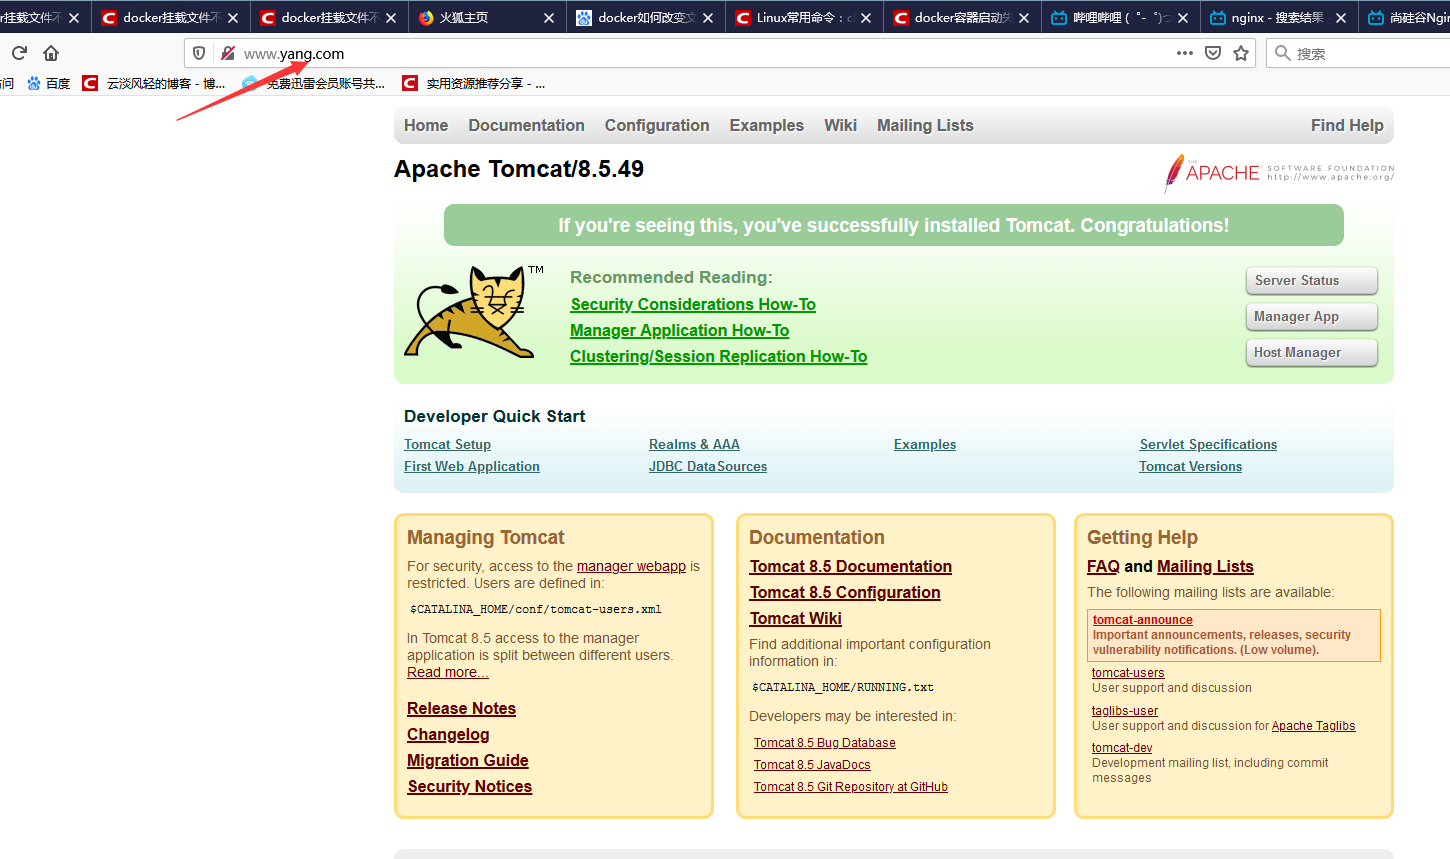 r挂载文件不
docker挂载文件不
docker挂载文件不
火狐主页
docker如何改变文
Linux常用命令：cl
docker容器启动失
哔哩哔哩 ( ゜- ゜)つ
nginx - 搜索结果
尚硅谷Ngin
www.yang.com
搜索
访问
百度
云淡风轻的博客 - 博...
免费迅雷会员账号共...
实用资源推荐分享 - ...
Home Documentation Configuration Examples Wiki Mailing Lists Find Help
Apache Tomcat/8.5.49
THE APACHE SOFTWARE FOUNDATION
http://www.apache.org/
If you're seeing this, you've successfully installed Tomcat. Congratulations!
TM
Recommended Reading:
Security Considerations How-To
Manager Application How-To
Clustering/Session Replication How-To
Server Status
Manager App
Host Manager
Developer Quick Start
Tomcat Setup
First Web Application
Realms & AAA
JDBC DataSources
Examples
Servlet Specifications
Tomcat Versions
Managing Tomcat
For security, access to the manager webapp is
restricted. Users are defined in:
$CATALINA_HOME/conf/tomcat-users.xml
In Tomcat 8.5 access to the manager
application is split between different users.
Read more...
Release Notes
Changelog
Migration Guide
Security Notices
Documentation
Tomcat 8.5 Documentation
Tomcat 8.5 Configuration
Tomcat Wiki
Find additional important configuration
information in:
$CATALINA_HOME/RUNNING.txt
Developers may be interested in:
Tomcat 8.5 Bug Database
Tomcat 8.5 JavaDocs
Tomcat 8.5 Git Repository at GitHub
Getting Help
FAQ and Mailing Lists
The following mailing lists are available:
tomcat-announce
Important announcements, releases, security
vulnerability notifications. (Low volume).
tomcat-users
User support and discussion
taglibs-user
User support and discussion for Apache Taglibs
tomcat-dev
Development mailing list, including commit
messages